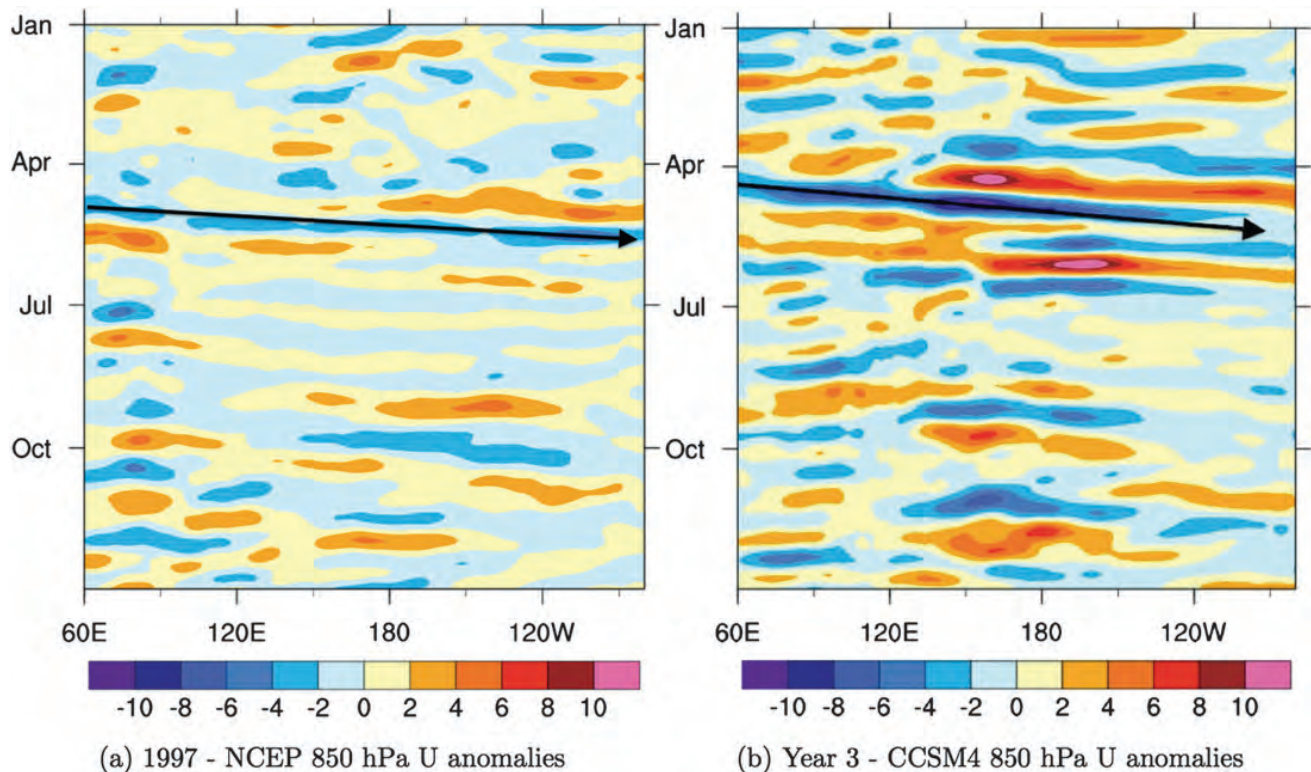 Jan
Apr
Jul
Oct
60E 120E 180 120W
-10 -8 -6 -4 -2 0 2 4 6 8 10
(a) 1997 - NCEP 850 hPa U anomalies
Jan
Apr
Jul
Oct
60E 120E 180 120W
-10 -8 -6 -4 -2 0 2 4 6 8 10
(b) Year 3 - CCSM4 850 hPa U anomalies